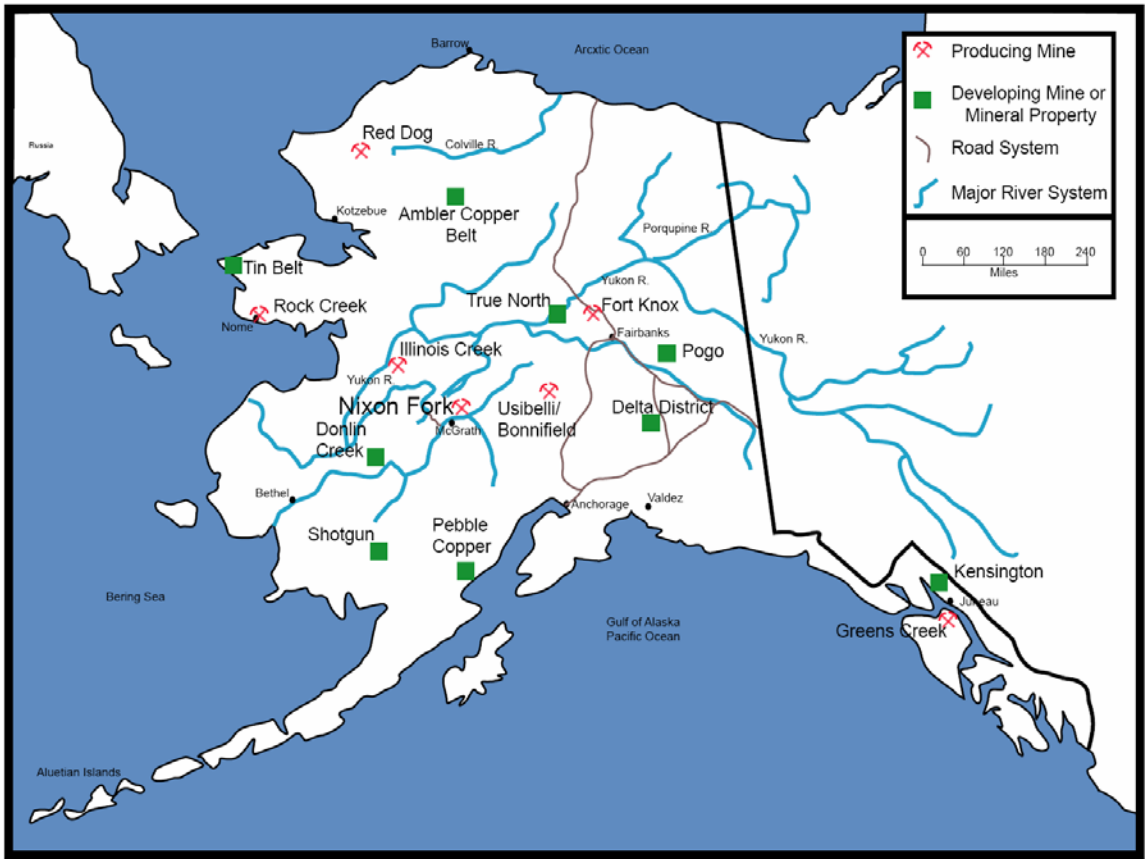 Barrow
Arcxtic Ocean
Producing Mine
Developing Mine or
Mineral Property
Road System
Major River System
0 60 120 180 240
Miles
Russia
Red Dog
Colville R.
Kotzebue
Ambler Copper
Belt
Porqupine R.
Tin Belt
Rock Creek
Nome
True North
Yukon R.
Fort Knox
Fairbanks
Yukon R.
Illinois Creek
Pogo
Yukon R.
Nixon Fork
McGrath
Usibelli/
Bonnifield
Delta District
Donlin
Creek
Bethel
Anchorage
Valdez
Shotgun
Pebble
Copper
Kensington
Juneau
Greens Creek
Bering Sea
Gulf of Alaska
Pacific Ocean
Aluetian Islands